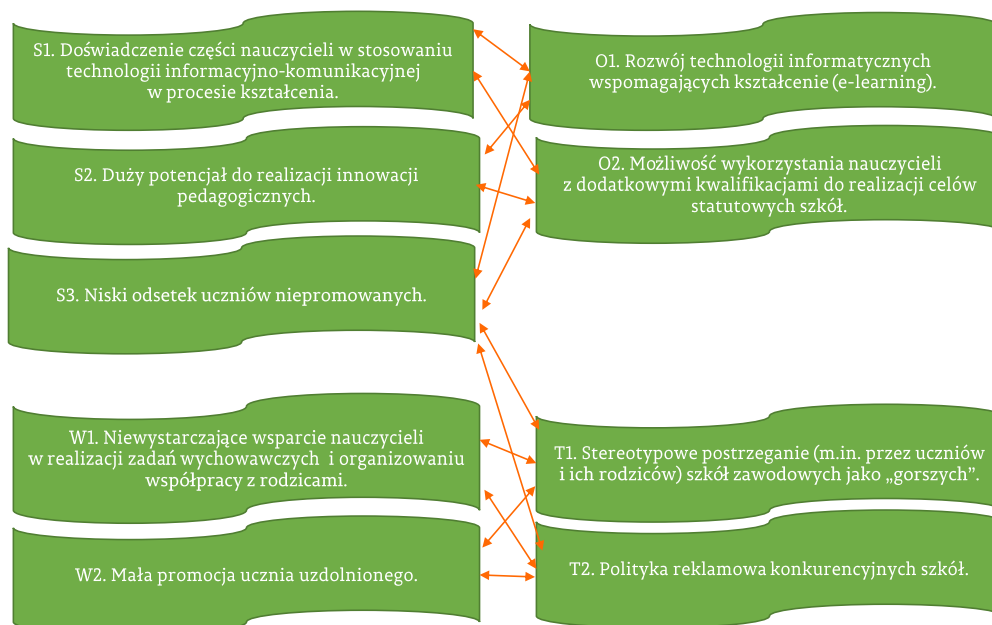 S1. Doświadczenie części nauczycieli w stosowaniu
technologii informacyjno-komunikacyjnej
w procesie kształcenia.
S2. Duży potencjał do realizacji innowacji
pedagogicznych.
S3. Niski odsetek uczniów niepromowanych.
W1. Niewystarczające wsparcie nauczycieli
w realizacji zadań wychowawczych i organizowaniu
współpracy z rodzicami.
W2. Mała promocja ucznia uzdolnionego.
O1. Rozwój technologii informatycznych
wspomagających kształcenie (e-learning).
O2. Możliwość wykorzystania nauczycieli
z dodatkowymi kwalifikacjami do realizacji celów
statutowych szkół.
T1. Stereotypowe postrzeganie (m.in. przez uczniów
i ich rodziców) szkół zawodowych jako „gorszych”.
T2. Polityka reklamowa konkurencyjnych szkół.